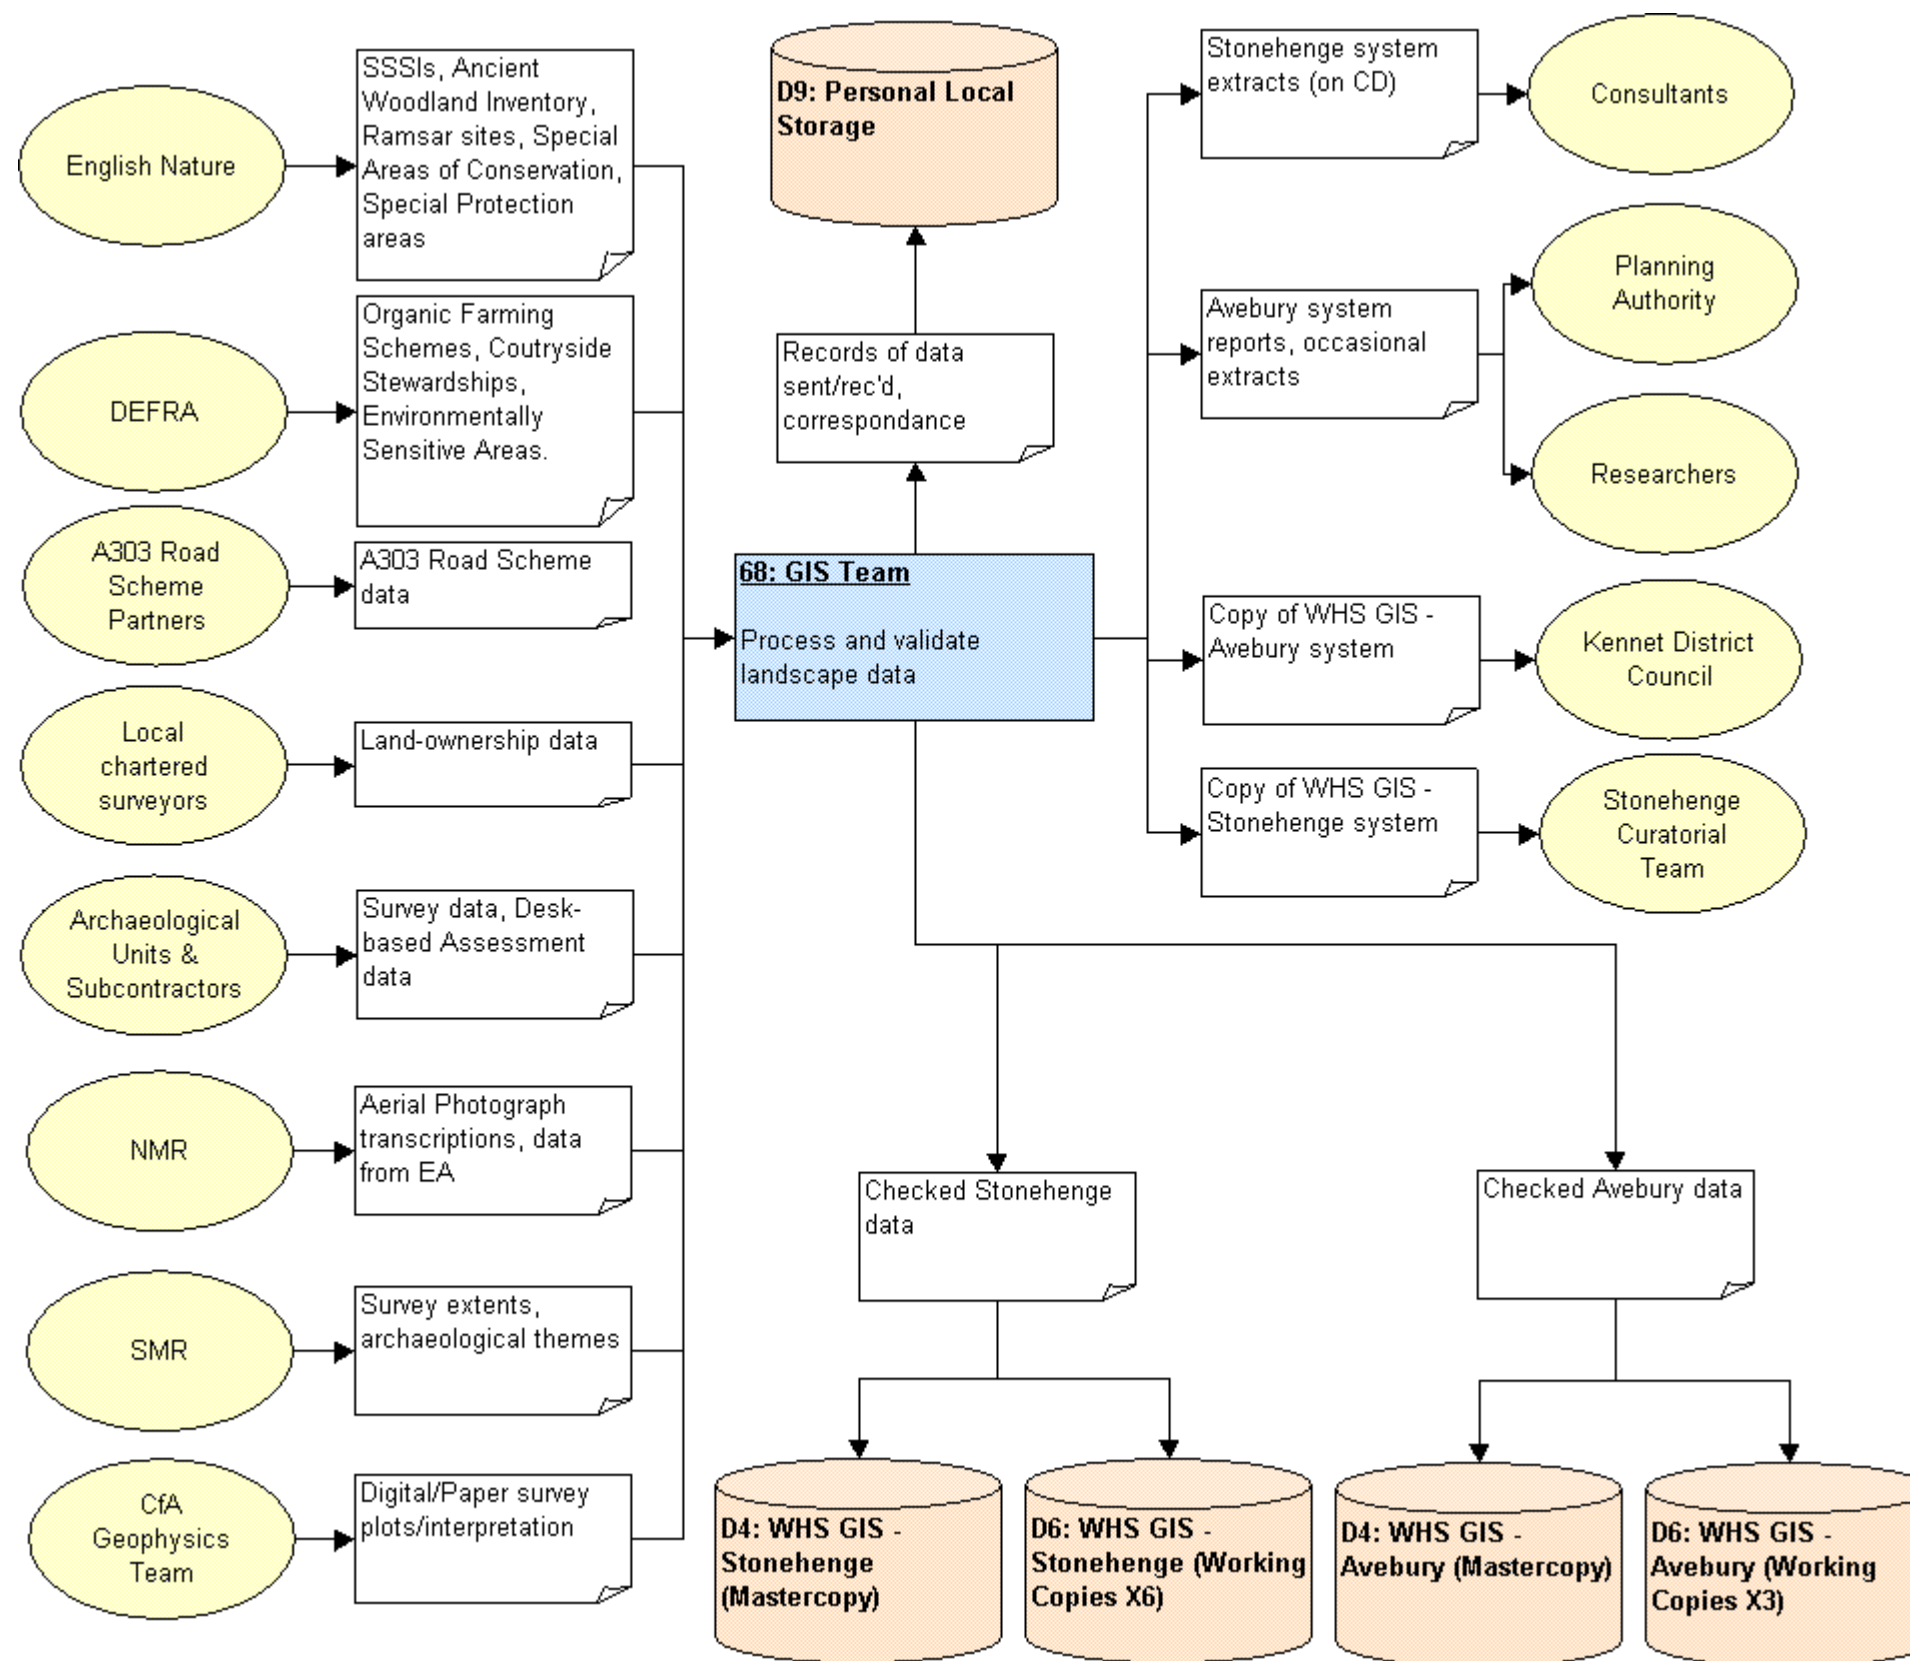 English Nature
SSSIs, Ancient
Woodland Inventory,
Ramsar sites, Special
Areas of Conservation,
Special Protection
areas
DEFRA
Organic Farming
Schemes, Coutryside
Stewardships,
Environmentally
Sensitive Areas.
A303 Road
Scheme
Partners
A303 Road Scheme
data
Local
chartered
surveyors
Land-ownership data
Archaeological
Units &
Subcontractors
Survey data, Desk-
based Assessment
data
NMR
Aerial Photograph
transcriptions, data
from EA
SMR
Survey extents,
archaeological themes
CfA
Geophysics
Team
Digital/Paper survey
plots/interpretation
D9: Personal Local
Storage
Records of data
sent/rec'd,
correspondance
68: GIS Team
Process and validate
landscape data
Stonehenge system
extracts (on CD)
Consultants
Avebury system
reports, occasional
extracts
Planning
Authority
Researchers
Copy of WHS GIS -
Avebury system
Kennet District
Council
Copy of WHS GIS -
Stonehenge system
Stonehenge
Curatorial
Team
Checked Stonehenge
data
Checked Avebury data
D4: WHS GIS -
Stonehenge
(Mastercopy)
D6: WHS GIS -
Stonehenge (Working
Copies X6)
D4: WHS GIS -
Avebury (Mastercopy)
D6: WHS GIS -
Avebury (Working
Copies X3)